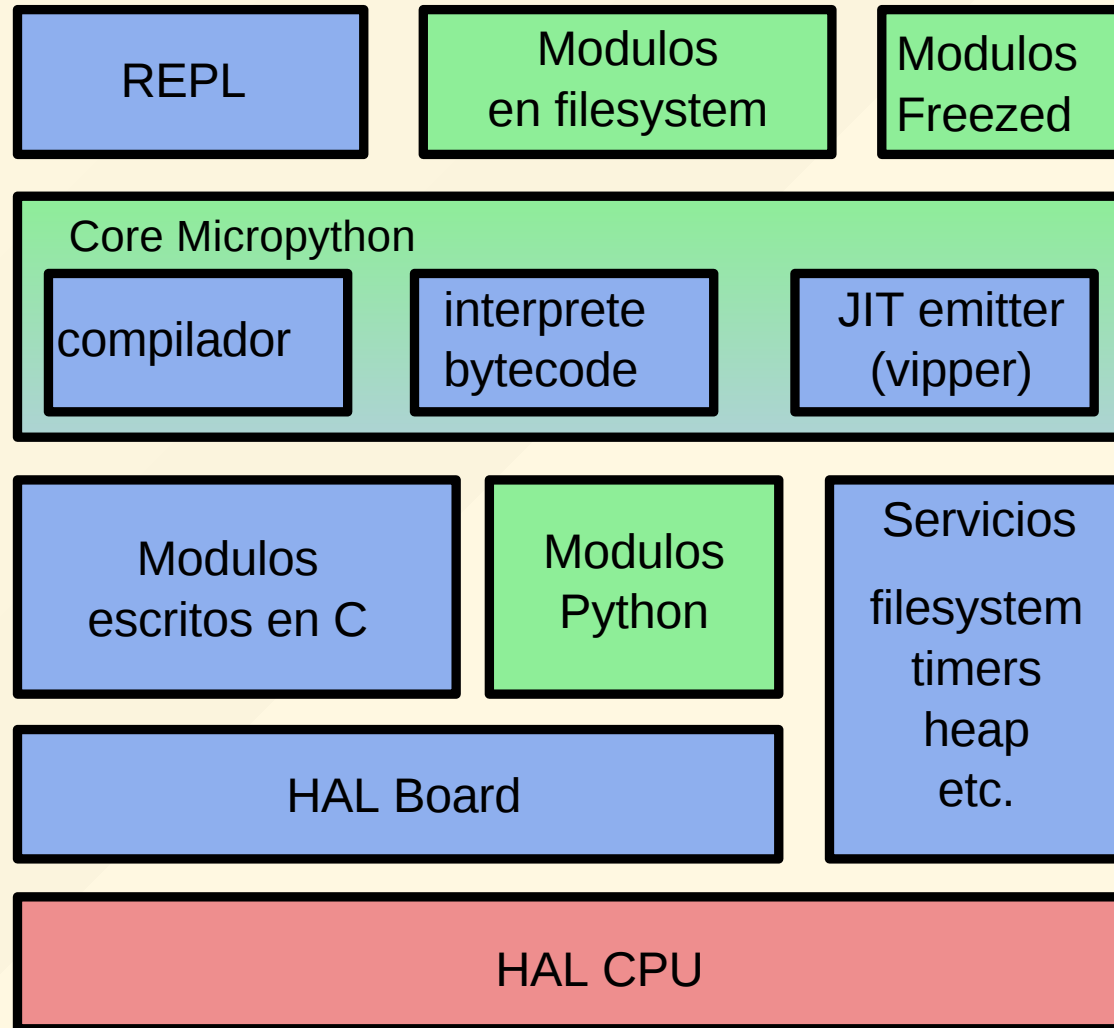 REPL
Modulos
en filesystem
Modulos
Freezed
Core Micropython
compilador
interprete
bytecode
JIT emitter
(vipper)
Modulos
escritos en C
Modulos
Python
Servicios
filesystem
timers
heap
etc.
HAL Board
HAL CPU